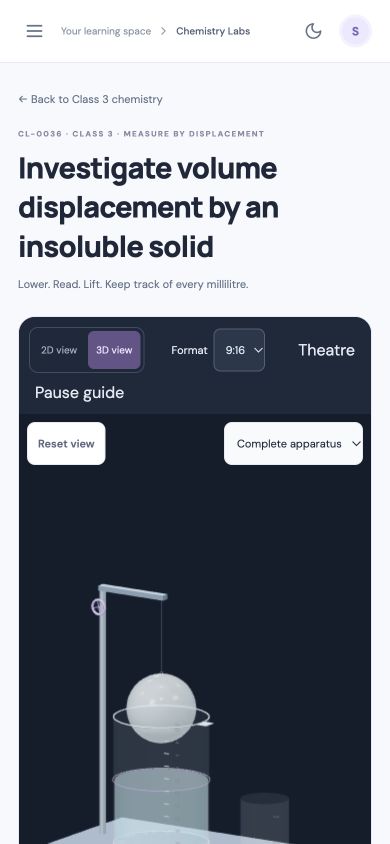 Your learning space > Chemistry Labs
S
← Back to Class 3 chemistry
CL-0036 · CLASS 3 · MEASURE BY DISPLACEMENT
Investigate volume
displacement by an
insoluble solid
Lower. Read. Lift. Keep track of every millilitre.
2D view 3D view Format 9:16 Theatre
Pause guide
Reset view Complete apparatus